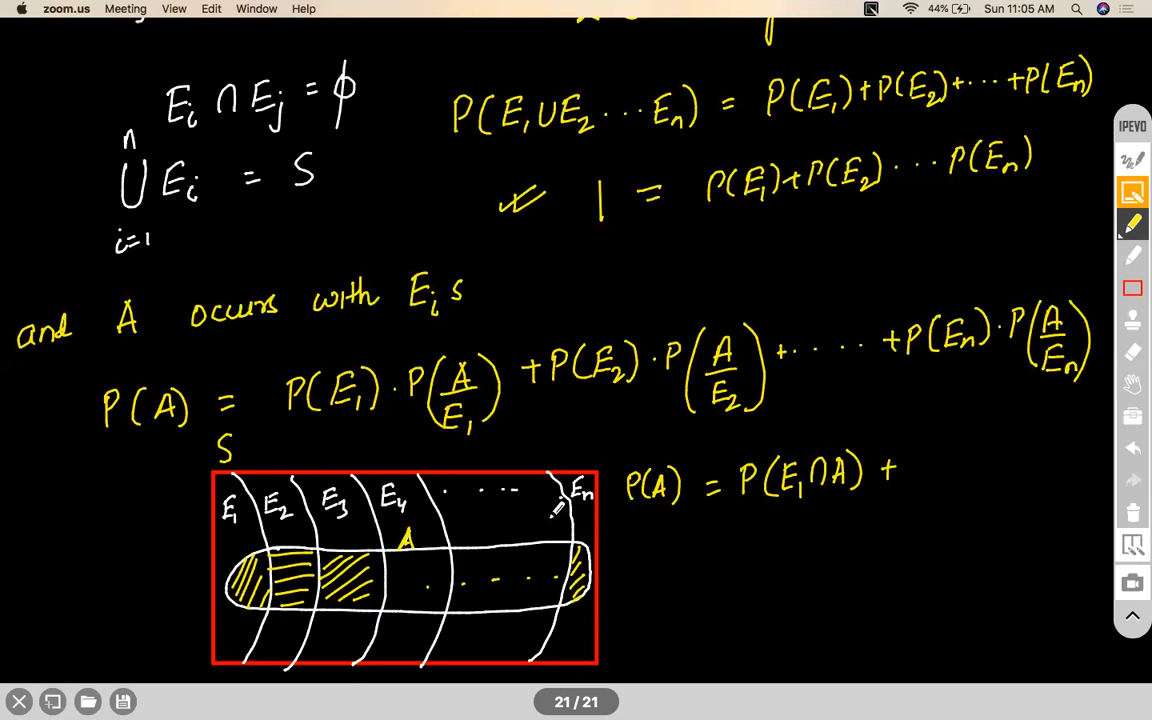 zoom.us Meeting View Edit Window Help 44% Sun 11:05 AM
Ei ∩ Ej = ϕ
P(E₁∪E₂ ··· Eₙ) = P(E₁)+P(E₂)+···+P(Eₙ)
n
⋃ Ei = S
i=1
1 = P(E₁)+P(E₂) ··· P(Eₙ)
IPEVO
and A occurs with Ei s
P(A) = P(E₁)·P(A/E₁) +P(E₂)·P(A/E₂) +·····+P(Eₙ)·P(A/Eₙ)
S
E₁ E₂ E₃ E₄ ···-- Eₙ
P(A) = P(E₁∩A) +
A
21 / 21